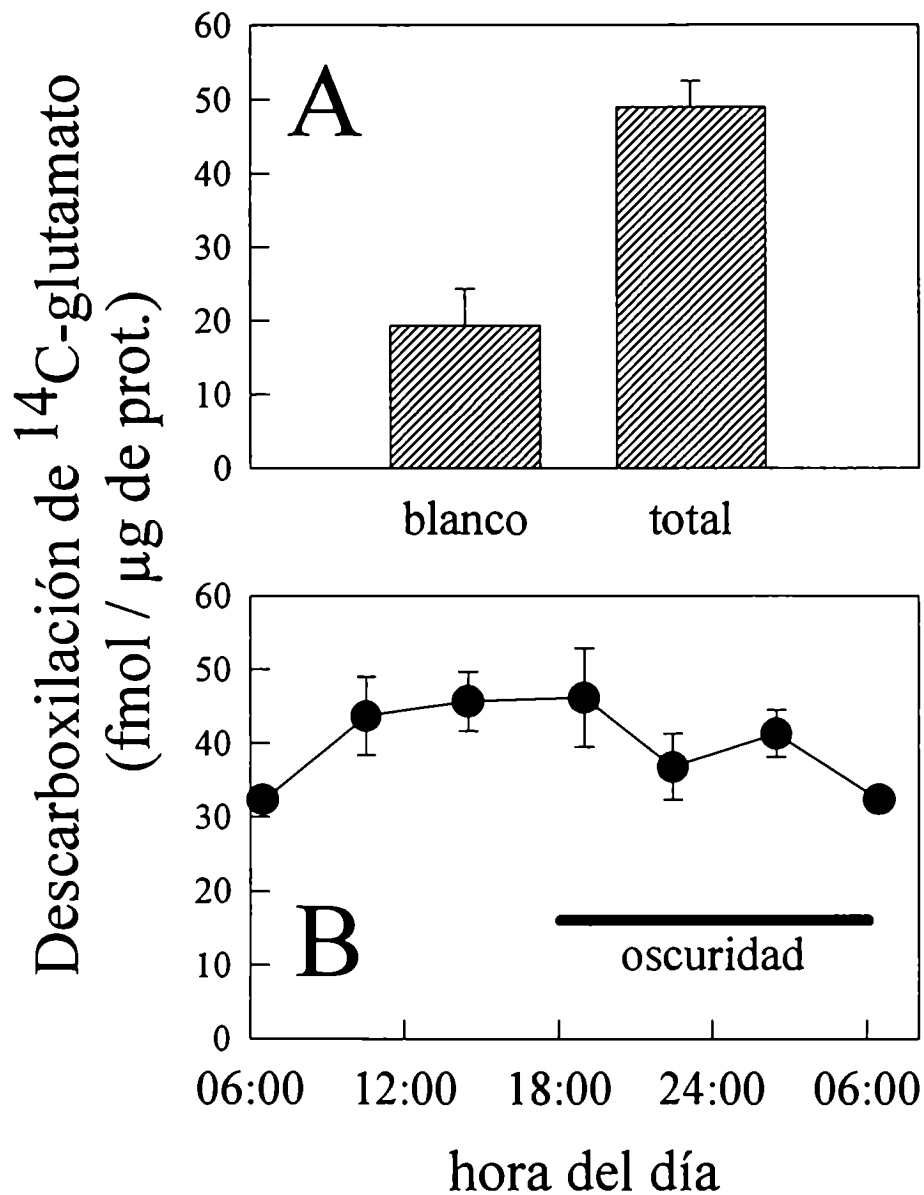 Descarboxilación de ¹⁴C-glutamato
(fmol / µg de prot.)
60
50
40
30
20
10
0
A
blanco
total
60
50
40
30
20
10
0
B
oscuridad
06:00 12:00 18:00 24:00 06:00
hora del día